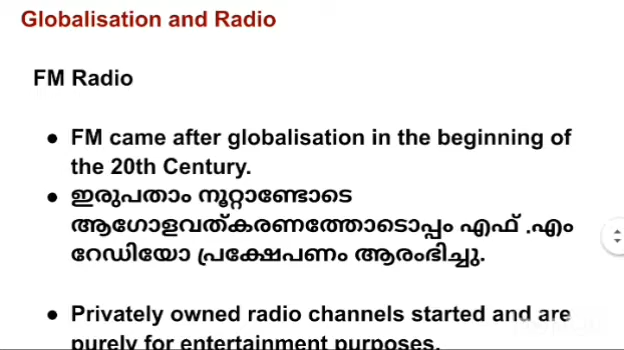 Globalisation and Radio
FM Radio
● FM came after globalisation in the beginning of
the 20th Century.
● ഇരുപതാം നൂറ്റാണ്ടോടെ
ആഗോളവത്കരണത്തോടൊപ്പം എഫ് .എം
റേഡിയോ പ്രക്ഷേപണം ആരംഭിച്ചു.
● Privately owned radio channels started and are
purely for entertainment purposes.